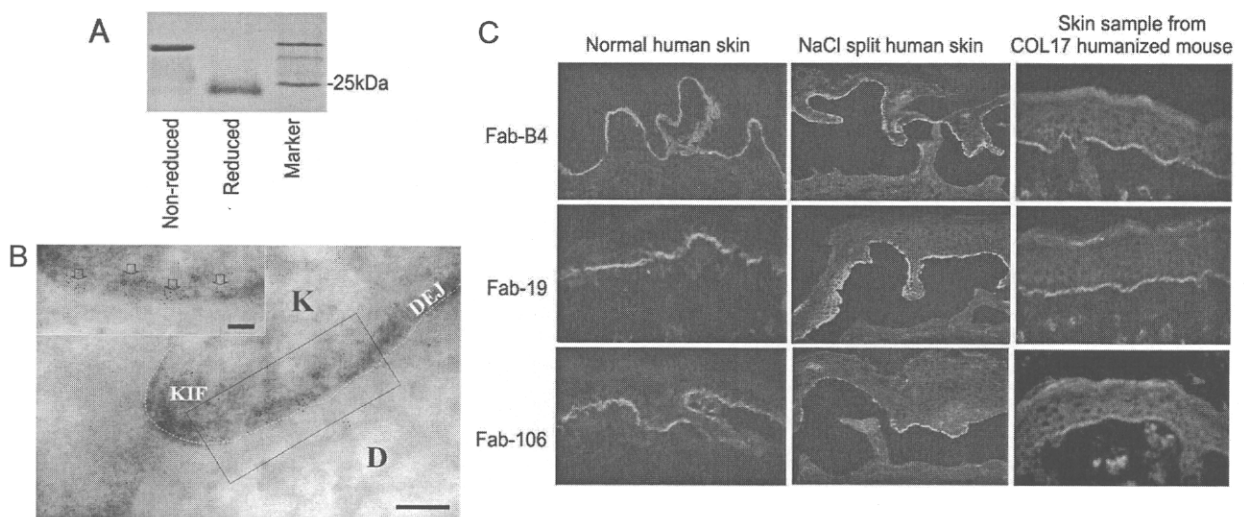 A
-25kDa
Non-reduced
Reduced
Marker
B
K
DEJ
KIF
D
C
Normal human skin
NaCl split human skin
Skin sample from
COL17 humanized mouse
Fab-B4
Fab-19
Fab-106